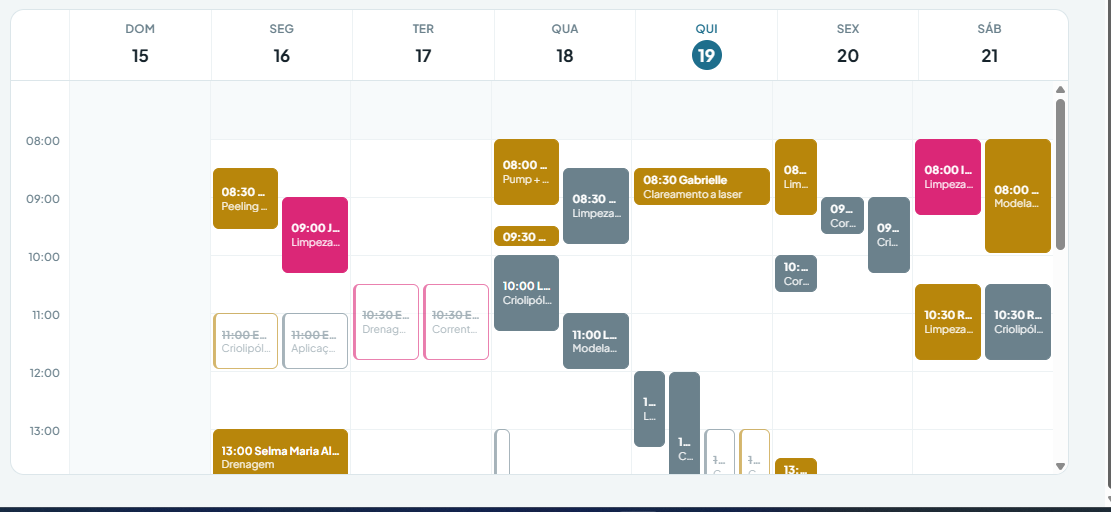 DOM SEG TER QUA QUI SEX SÁB
15 16 17 18 19 20 21
08:00
09:00
10:00
11:00
12:00
13:00
08:30 ...
Peeling ...
09:00 J...
Limpeza...
11:00 E...
Criolipól...
11:00 E...
Aplicaç...
13:00 Selma Maria Al...
Drenagem
10:30 E...
Drenag...
10:30 E...
Corrent...
08:00 ...
Pump + ...
08:30 ...
Limpeza...
09:30 ...
10:00 L...
Criolipól...
11:00 L...
Modela...
08:30 Gabrielle
Clareamento a laser
1...
L...
1...
C...
1...
C...
1...
C...
08...
Lim...
09...
Cor...
09...
Cri...
10:...
Cor...
13:...
08:00 I...
Limpeza...
08:00 ...
Modela...
10:30 R...
Limpeza...
10:30 R...
Criolipól...